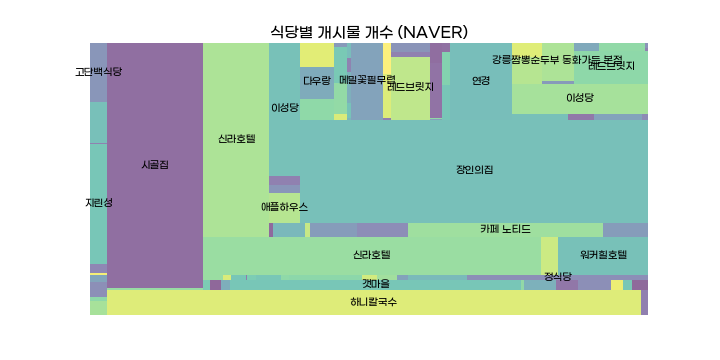 식당별 개시물 개수 (NAVER)
강릉짬뽕순두부 동화가든 본점
레드브릿지
고단백식당
다우랑
메밀꽃필무렵
레드브릿지
연경
이성당
이성당
신라호텔
시골집
장인의집
지린성
애플하우스
카페 노티드
신라호텔
워커힐호텔
정식당
갯마을
하니칼국수